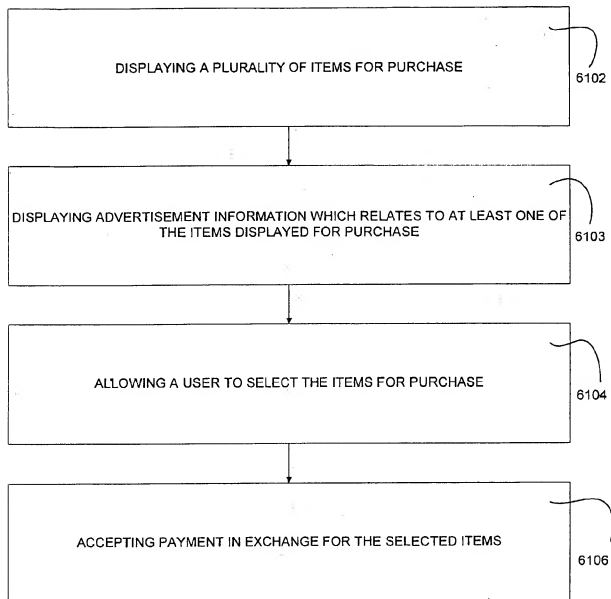 DISPLAYING A PLURALITY OF ITEMS FOR PURCHASE
6102
DISPLAYING ADVERTISEMENT INFORMATION WHICH RELATES TO AT LEAST ONE OF
THE ITEMS DISPLAYED FOR PURCHASE
6103
ALLOWING A USER TO SELECT THE ITEMS FOR PURCHASE
6104
ACCEPTING PAYMENT IN EXCHANGE FOR THE SELECTED ITEMS
6106